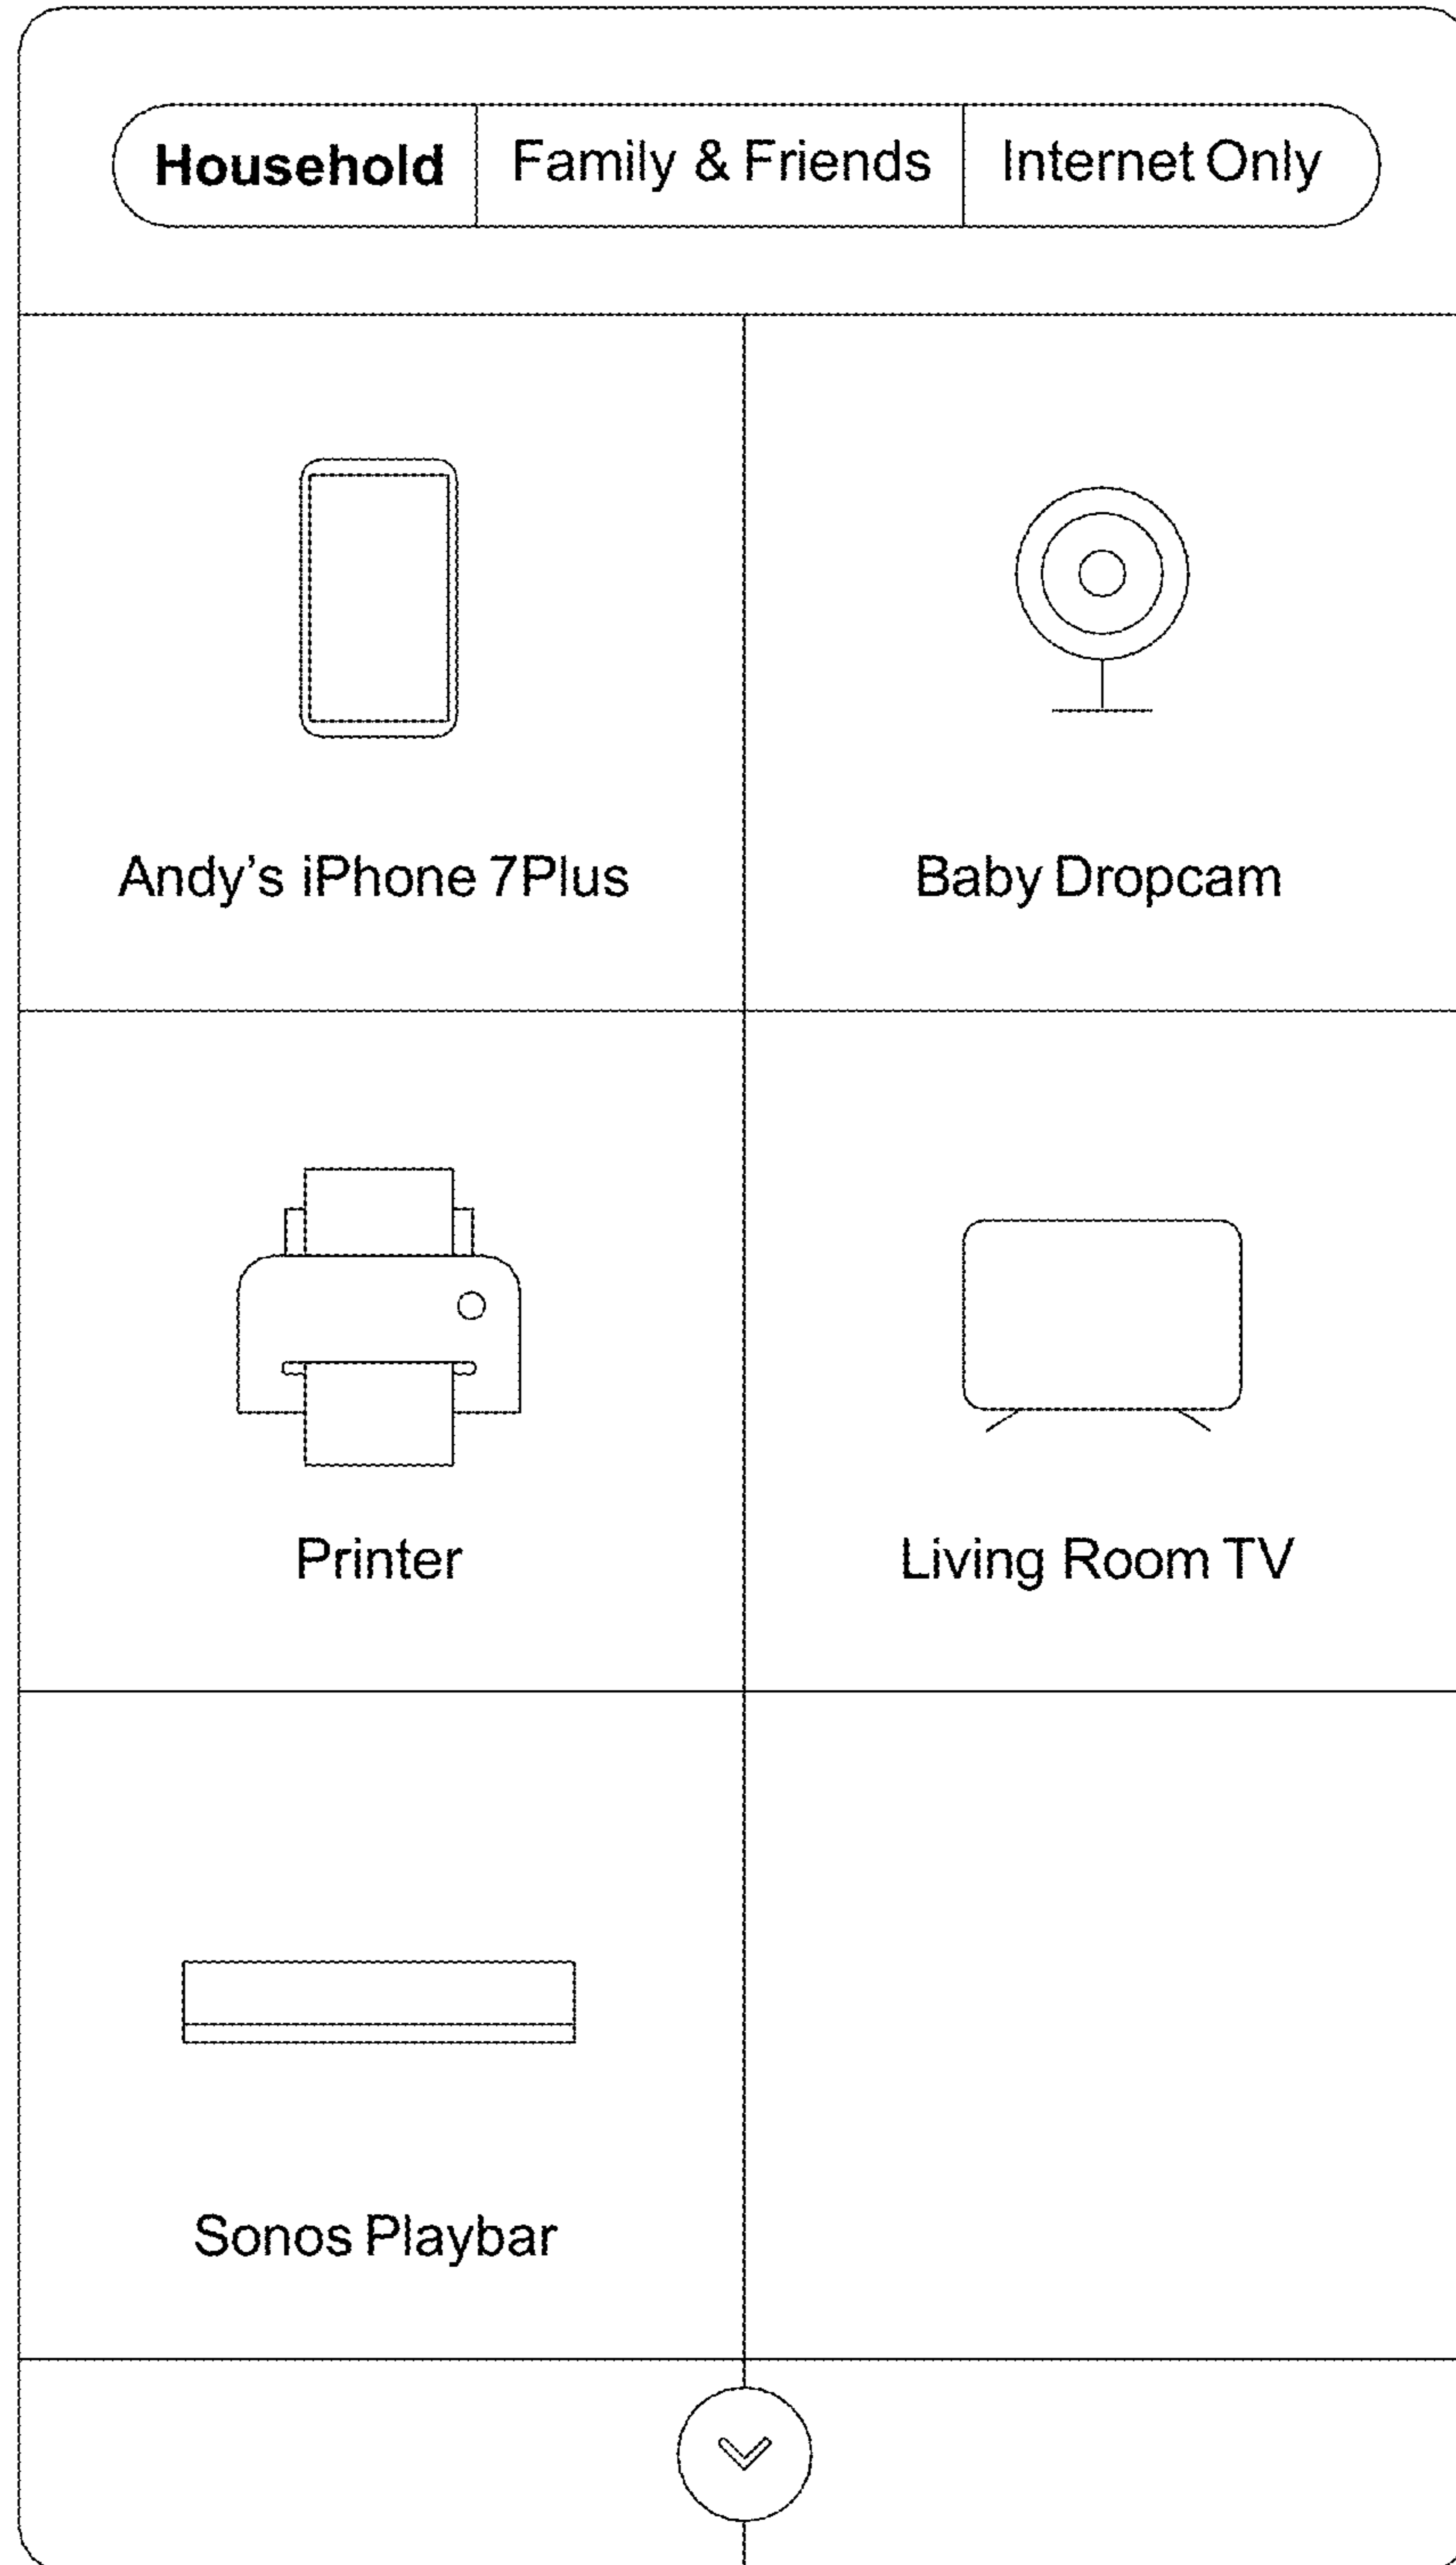 Household Family & Friends Internet Only
Andy's iPhone 7Plus Baby Dropcam
Printer Living Room TV
Sonos Playbar